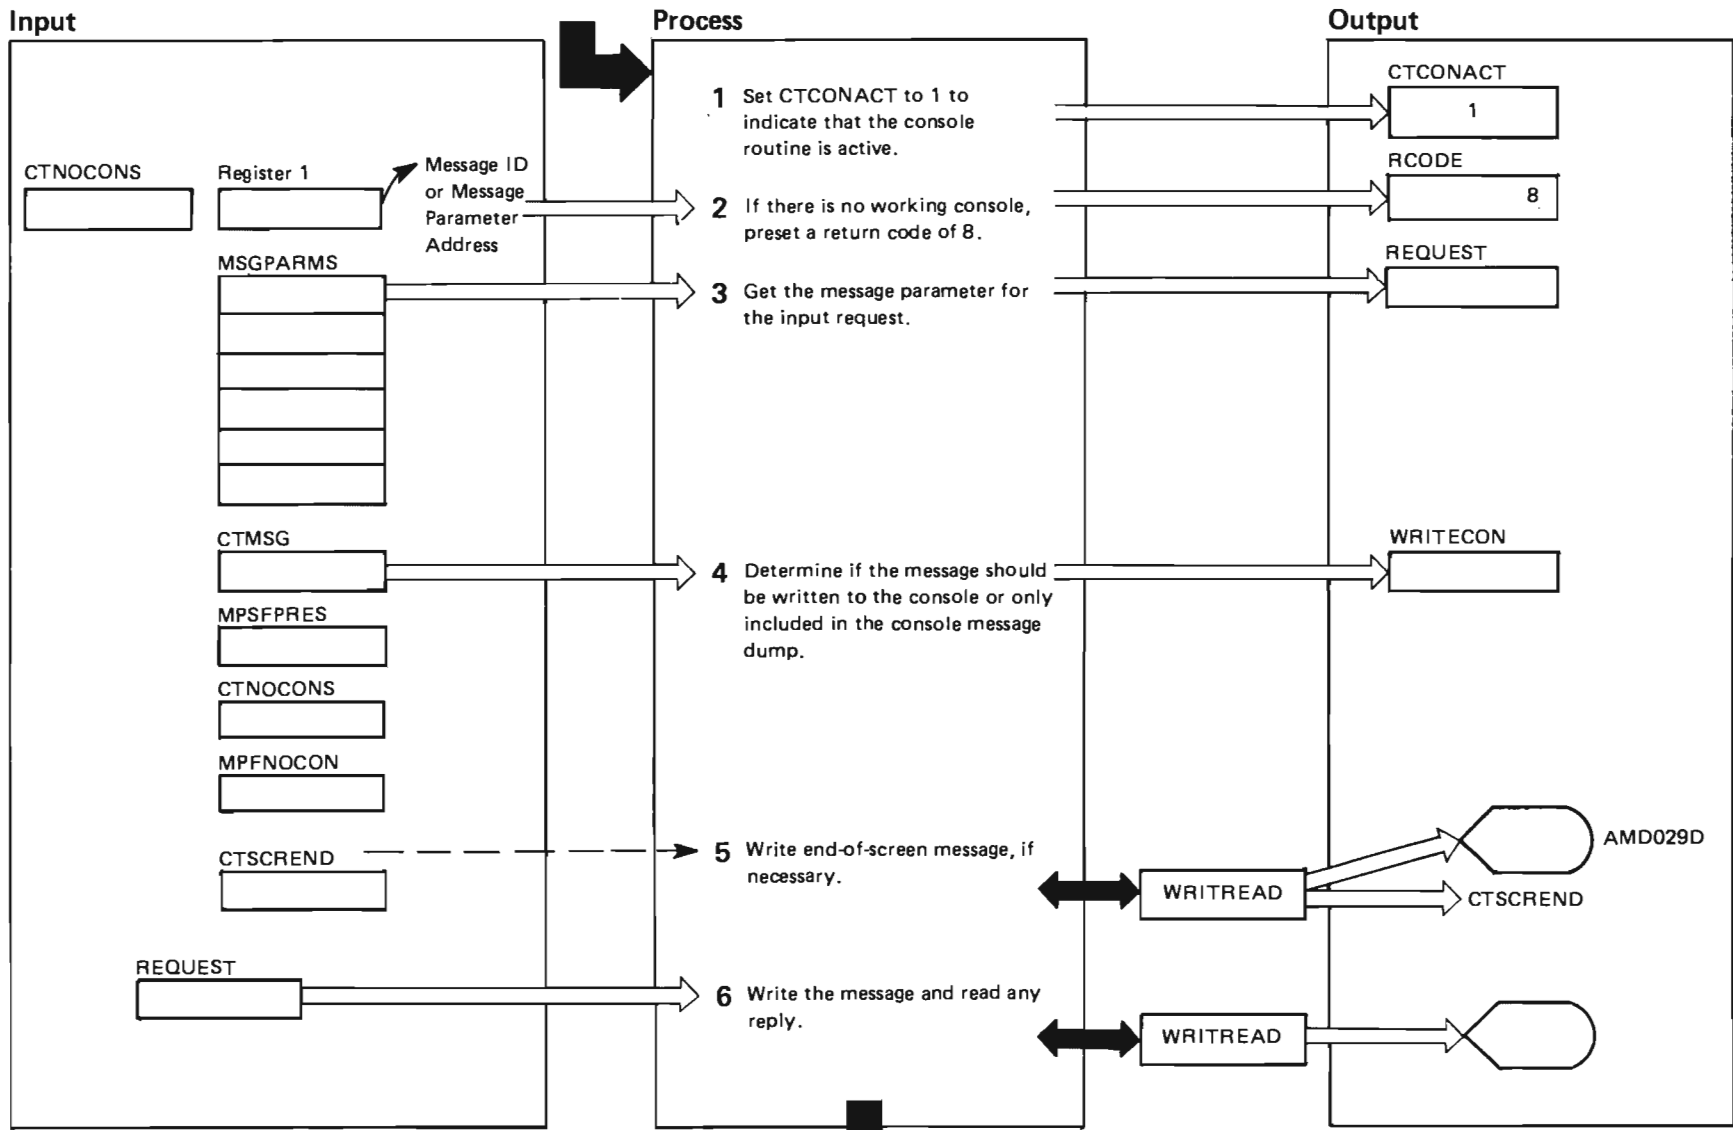 Input
Process
Output
CTNOCONS
Register 1
Message ID
or Message
Parameter
Address
MSGPARMS
CTMSG
MPSFPRES
CTNOCONS
MPFNOCON
CTSCREND
REQUEST
1 Set CTCONACT to 1 to
indicate that the console
routine is active.
2 If there is no working console,
preset a return code of 8.
3 Get the message parameter for
the input request.
4 Determine if the message should
be written to the console or only
included in the console message
dump.
5 Write end-of-screen message, if
necessary.
WRITREAD
6 Write the message and read any
reply.
WRITREAD
CTCONACT
1
RCODE
8
REQUEST
WRITECON
AMD029D
CTSCREND